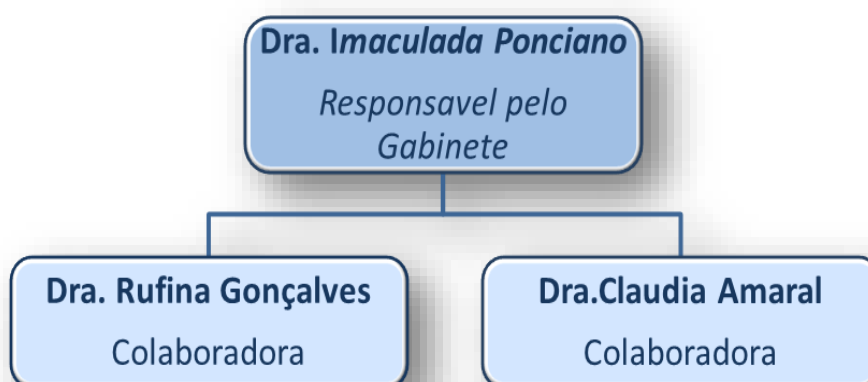 Dra. Imaculada Ponciano
Responsavel pelo
Gabinete
Dra. Rufina Gonçalves
Colaboradora
Dra.Claudia Amaral
Colaboradora